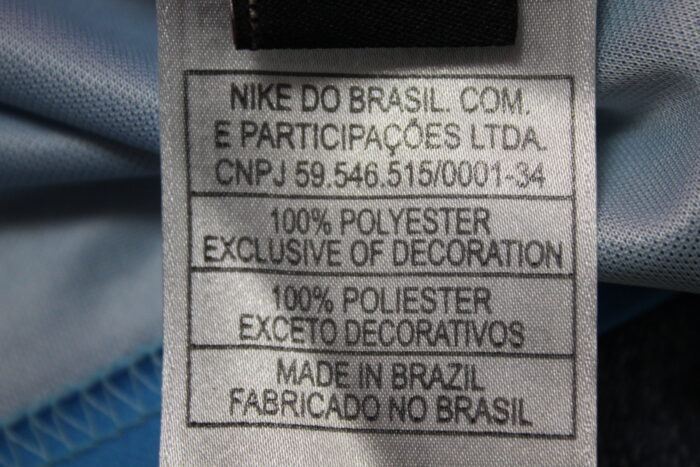 NIKE DO BRASIL. COM.
E PARTICIPAÇÕES LTDA.
CNPJ 59.546.515/0001-34
100% POLYESTER
EXCLUSIVE OF DECORATION
100% POLIESTER
EXCETO DECORATIVOS
MADE IN BRAZIL
FABRICADO NO BRASIL